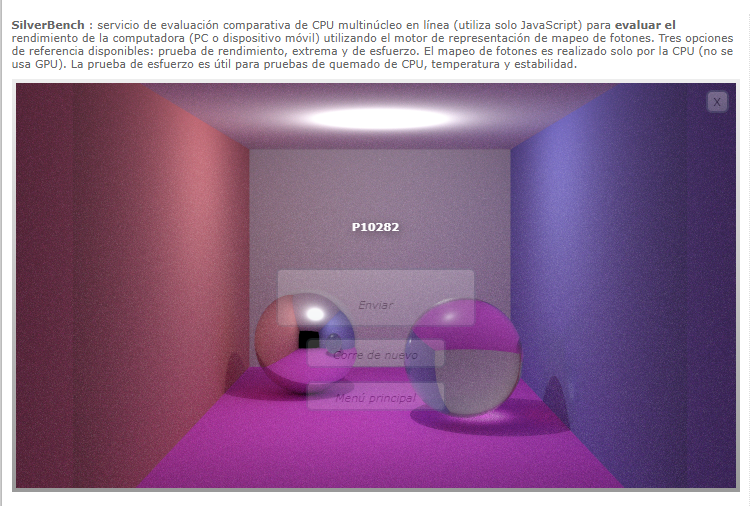 SilverBench : servicio de evaluación comparativa de CPU multinúcleo en línea (utiliza solo JavaScript) para evaluar el
rendimiento de la computadora (PC o dispositivo móvil) utilizando el motor de representación de mapeo de fotones. Tres opciones
de referencia disponibles: prueba de rendimiento, extrema y de esfuerzo. El mapeo de fotones es realizado solo por la CPU (no se
usa GPU). La prueba de esfuerzo es útil para pruebas de quemado de CPU, temperatura y estabilidad.
X
P10282
Enviar
Corre de nuevo
Menú principal